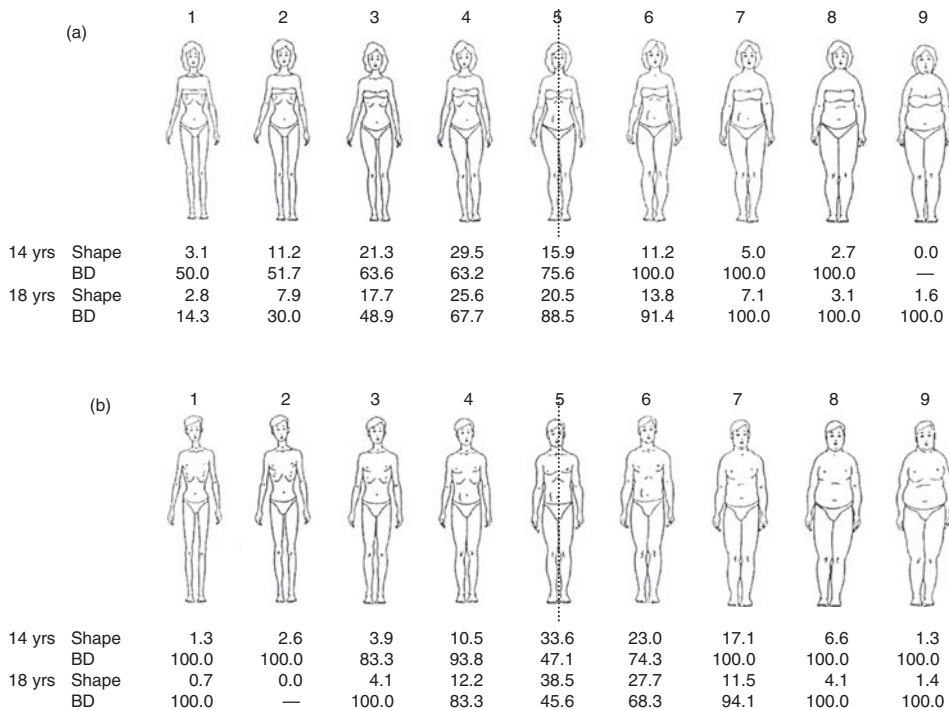 (a)
1 2 3 4 5 6 7 8 9
14 yrs Shape 3.1 11.2 21.3 29.5 15.9 11.2 5.0 2.7 0.0
BD 50.0 51.7 63.6 63.2 75.6 100.0 100.0 100.0 —
18 yrs Shape 2.8 7.9 17.7 25.6 20.5 13.8 7.1 3.1 1.6
BD 14.3 30.0 48.9 67.7 88.5 91.4 100.0 100.0 100.0
(b)
1 2 3 4 5 6 7 8 9
14 yrs Shape 1.3 2.6 3.9 10.5 33.6 23.0 17.1 6.6 1.3
BD 100.0 100.0 83.3 93.8 47.1 74.3 100.0 100.0 100.0
18 yrs Shape 0.7 0.0 4.1 12.2 38.5 27.7 11.5 4.1 1.4
BD 100.0 — 100.0 83.3 45.6 68.3 94.1 100.0 100.0